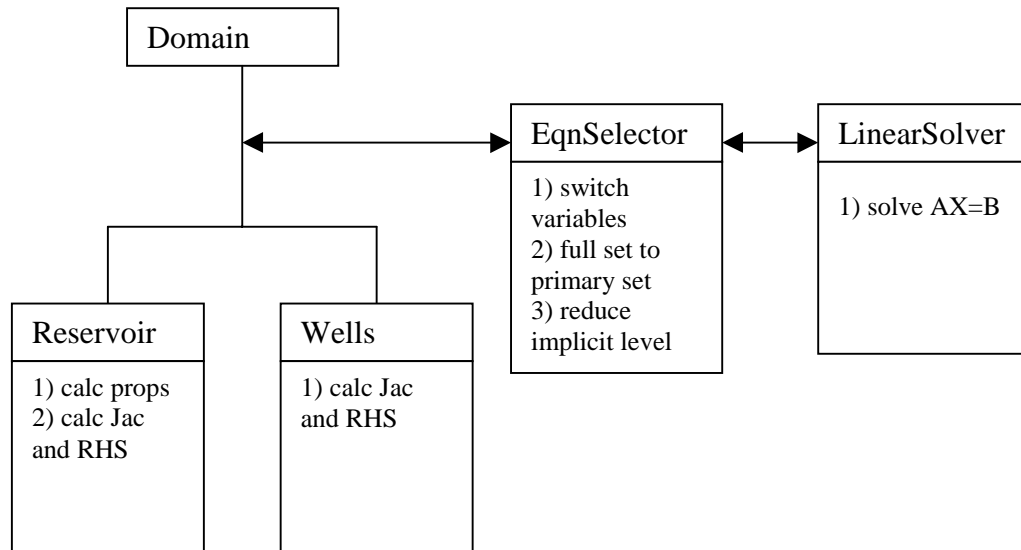 Domain
EqnSelector
1) switch
variables
2) full set to
primary set
3) reduce
implicit level
LinearSolver
1) solve AX=B
Reservoir
1) calc props
2) calc Jac
and RHS
Wells
1) calc Jac
and RHS